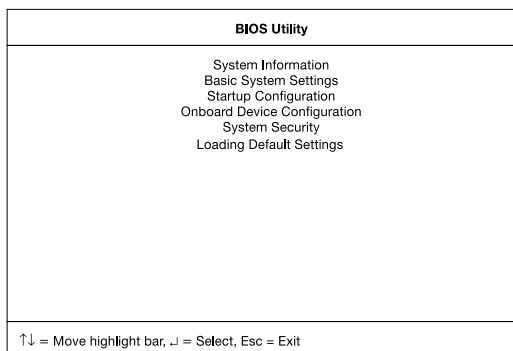 BIOS Utility
System Information
Basic System Settings
Startup Configuration
Onboard Device Configuration
System Security
Loading Default Settings
↑↓ = Move highlight bar, ↵ = Select, Esc = Exit